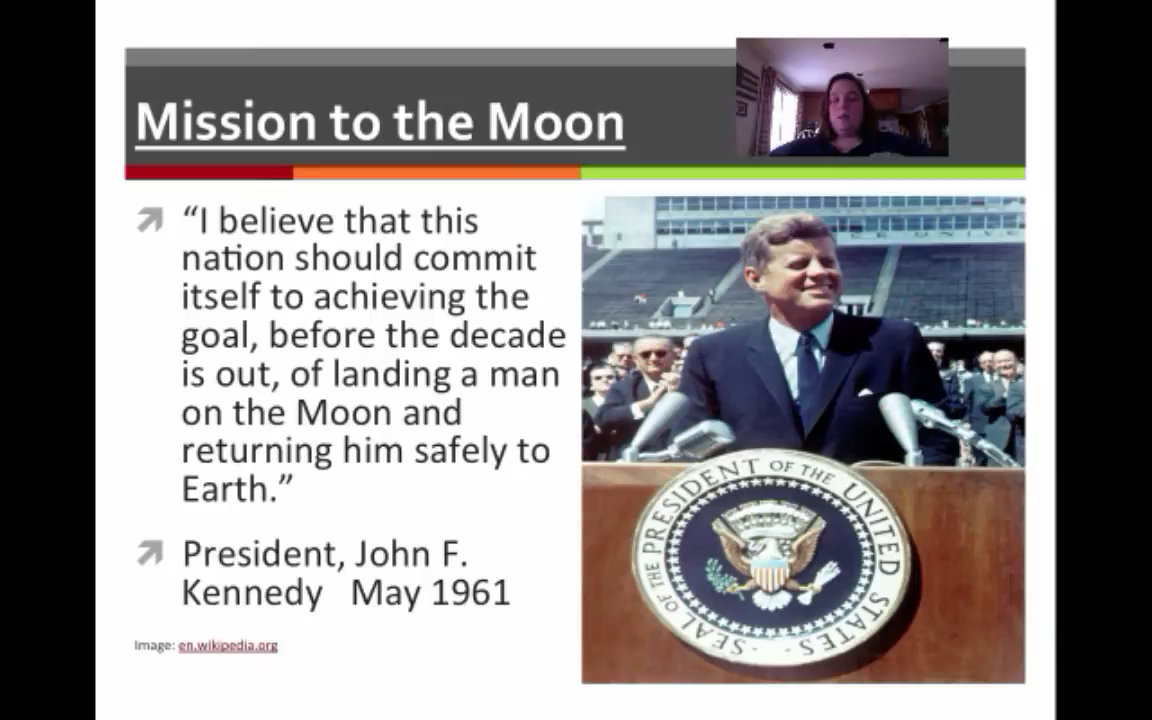 Mission to the Moon
“I believe that this
nation should commit
itself to achieving the
goal, before the decade
is out, of landing a man
on the Moon and
returning him safely to
Earth.”
President, John F.
Kennedy May 1961
Image: en.wikipedia.org
SEAL OF THE PRESIDENT OF THE UNITED STATES